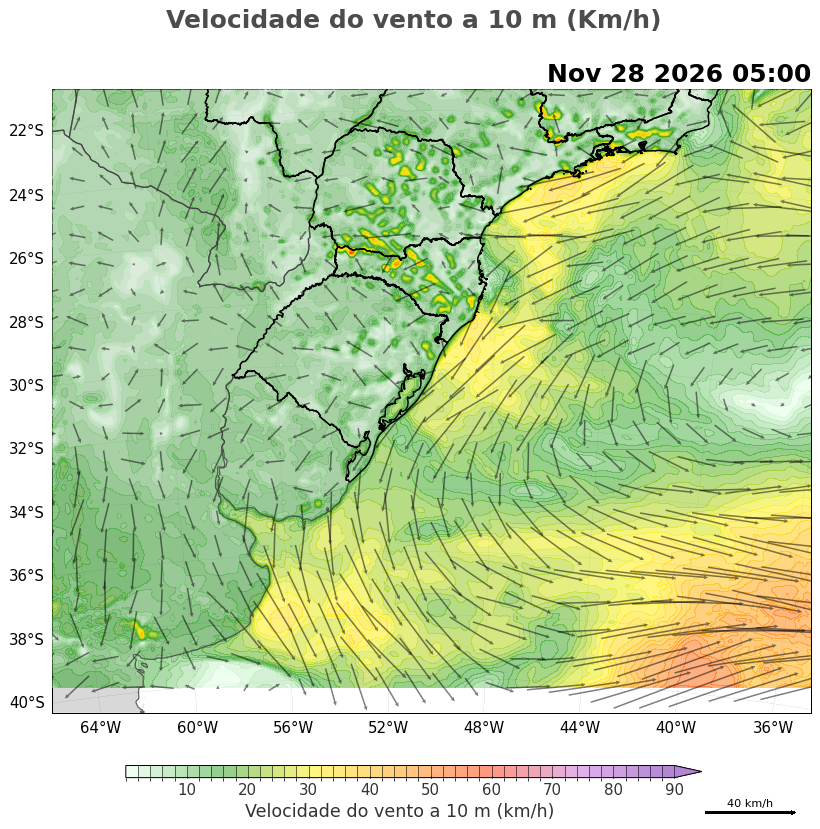 Velocidade do vento a 10 m (Km/h)
Nov 28 2026 05:00
22°S
24°S
26°S
28°S
30°S
32°S
34°S
36°S
38°S
40°S
64°W 60°W 56°W 52°W 48°W 44°W 40°W 36°W
10 20 30 40 50 60 70 80 90
Velocidade do vento a 10 m (km/h)
40 km/h